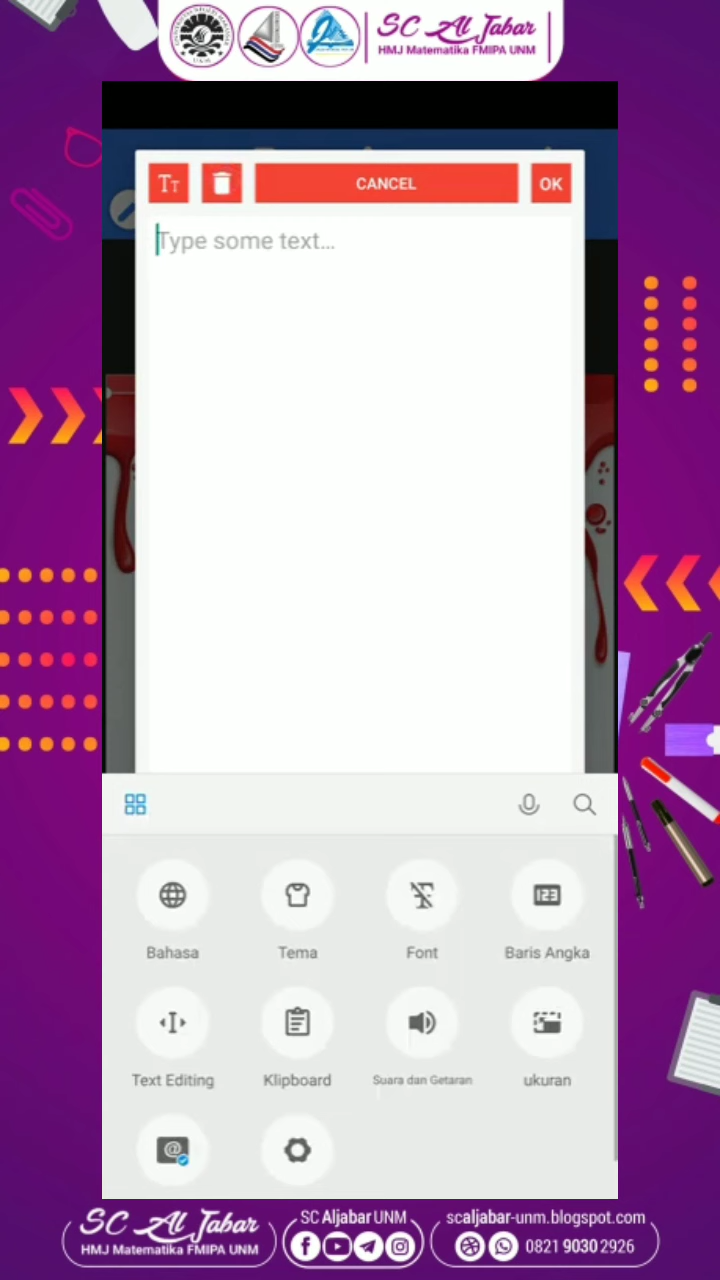 SC Al Jabar
HMJ Matematika FMIPA UNM
Tт
CANCEL
OK
Type some text...
Bahasa
Tema
Font
123
Baris Angka
Text Editing
Klipboard
Suara dan Getaran
ukuran
@
SC Al Jabar
HMJ Matematika FMIPA UNM
SC Aljabar UNM
scaljabar-unm.blogspot.com
0821 9030 2926